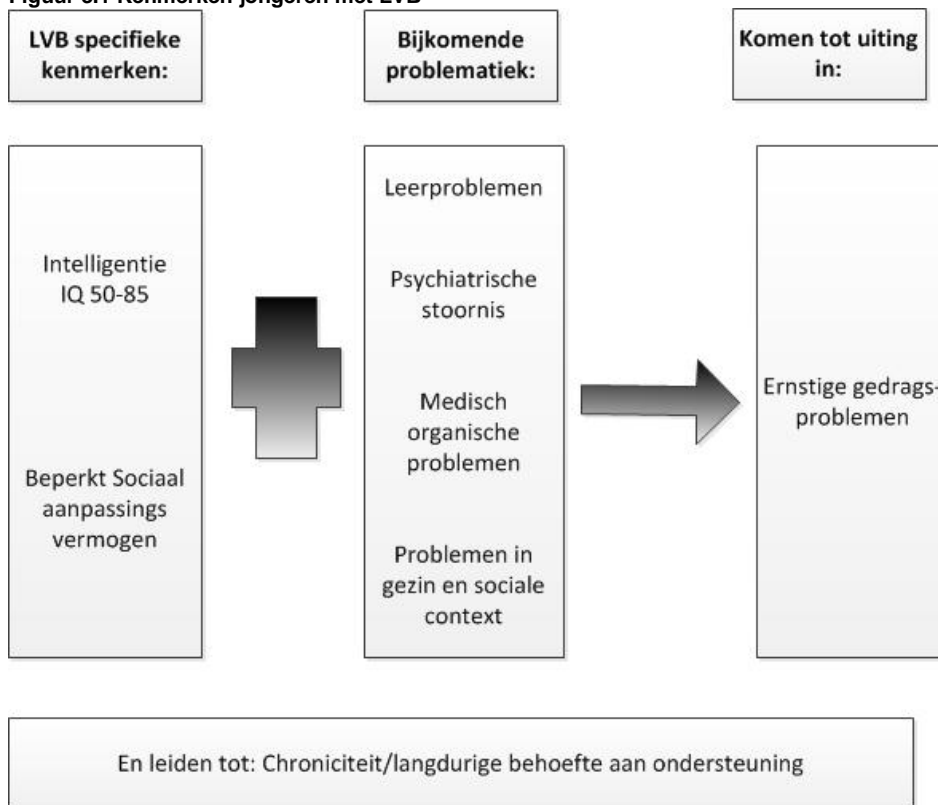 LVB specifieke
kenmerken:
Bijkomende
problematiek:
Komen tot uiting
in:
Intelligentie
IQ 50-85
Beperkt Sociaal
aanpassings
vermogen
Leerproblemen
Psychiatrische
stoornis
Medisch
organische
problemen
Problemen in
gezin en sociale
context
Ernstige gedrags-
problemen
En leiden tot: Chroniciteit/langdurige behoefte aan ondersteuning